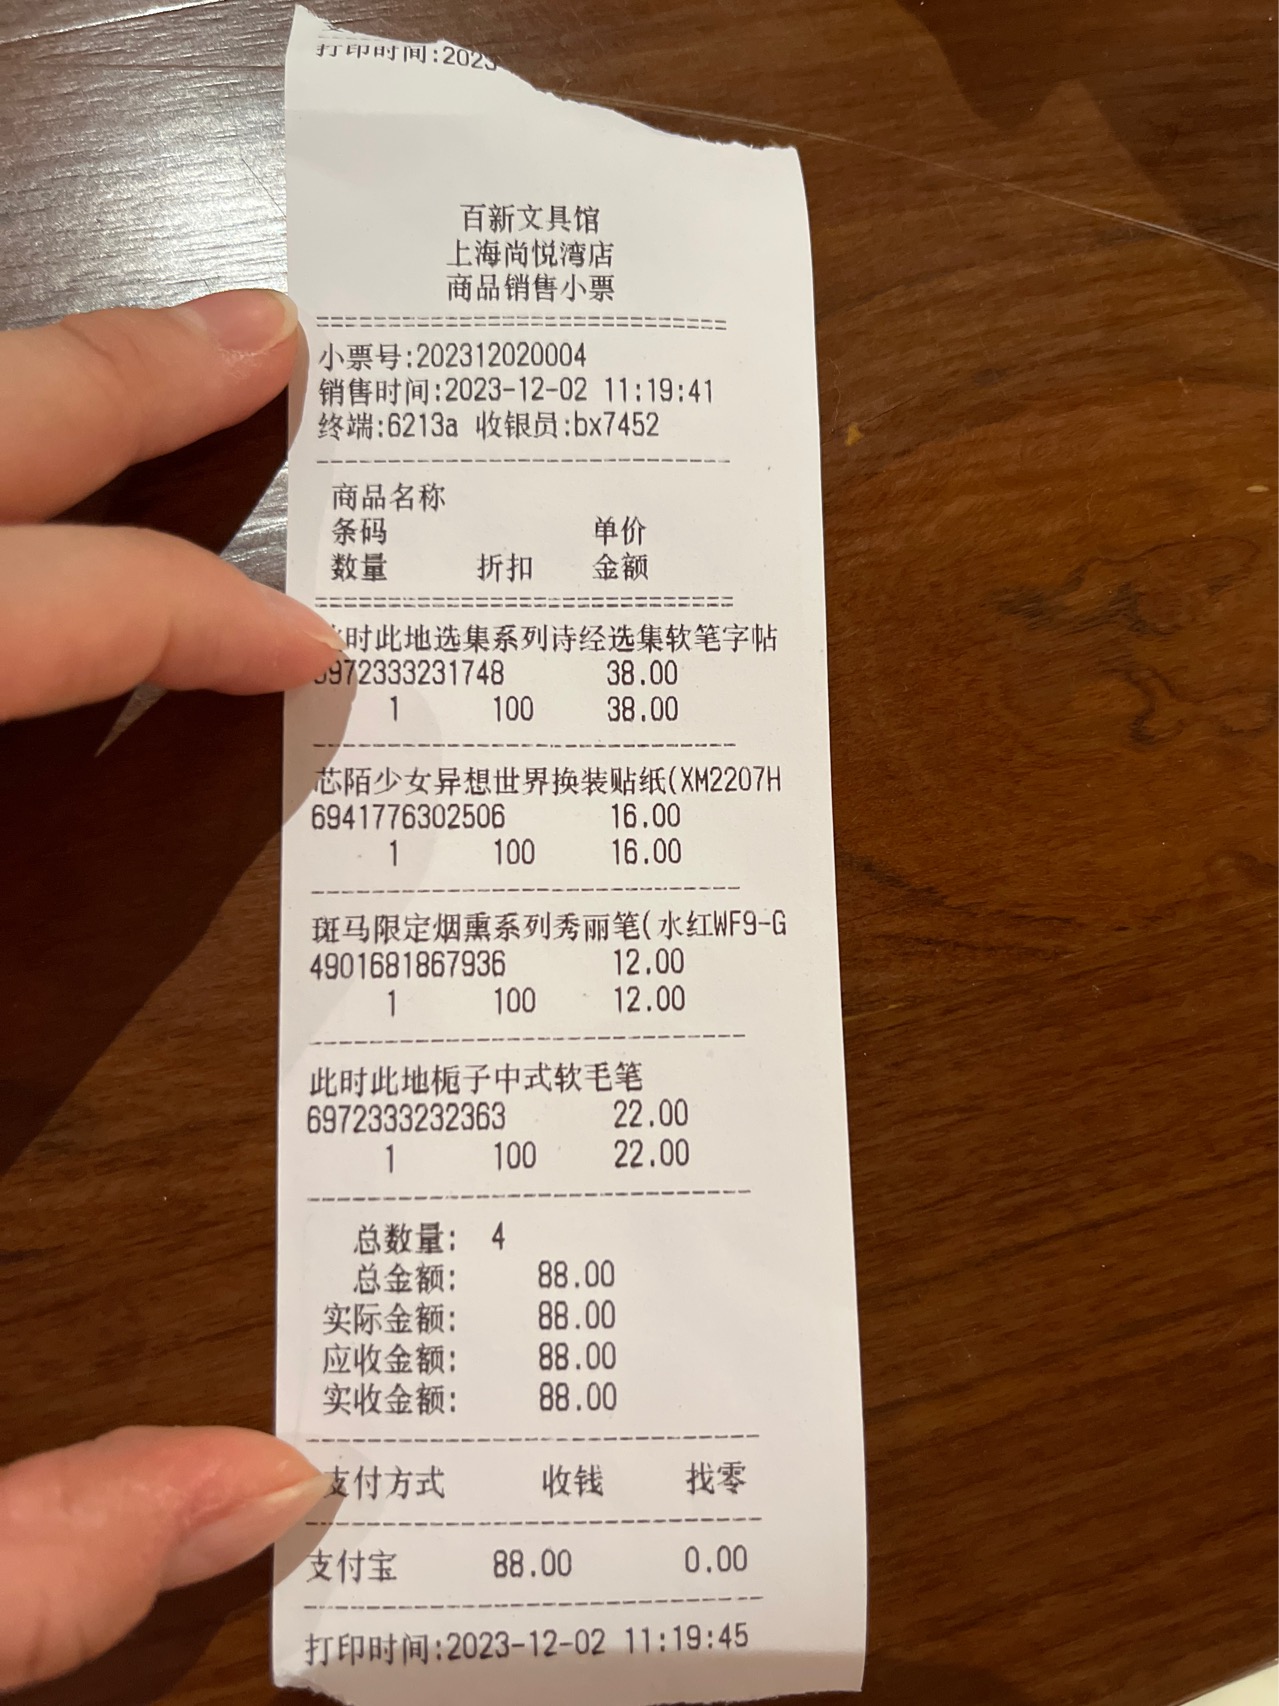 打印时间:2023
百新文具馆
上海尚悦湾店
商品销售小票
小票号:202312020004
销售时间:2023-12-02 11:19:41
终端:6213a 收银员:bx7452
商品名称
条码 单价
数量 折扣 金额
时此地选集系列诗经选集软笔字帖
972333231748 38.00
1 100 38.00
芯陌少女异想世界换装贴纸(XM2207H
6941776302506 16.00
1 100 16.00
斑马限定烟熏系列秀丽笔(水红WF9-G
4901681867936 12.00
1 100 12.00
此时此地栀子中式软毛笔
6972333232363 22.00
1 100 22.00
总数量: 4
总金额: 88.00
实际金额: 88.00
应收金额: 88.00
实收金额: 88.00
支付方式 收钱 找零
支付宝 88.00 0.00
打印时间:2023-12-02 11:19:45